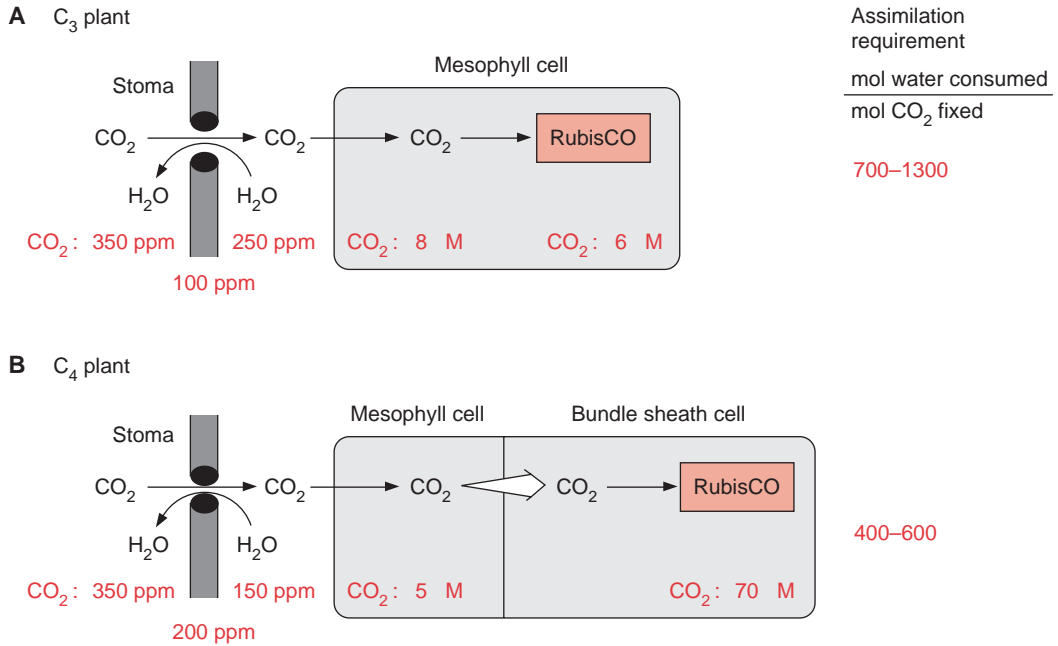 A C₃ plant
Assimilation
requirement
mol water consumed
mol CO₂ fixed
Mesophyll cell
Stoma
CO₂ CO₂ CO₂ RubisCO
700–1300
H₂O H₂O
CO₂: 350 ppm 250 ppm CO₂: 8 M CO₂: 6 M
100 ppm
B C₄ plant
Mesophyll cell Bundle sheath cell
Stoma
CO₂ CO₂ CO₂ CO₂ RubisCO
400–600
H₂O H₂O
CO₂: 350 ppm 150 ppm CO₂: 5 M CO₂: 70 M
200 ppm